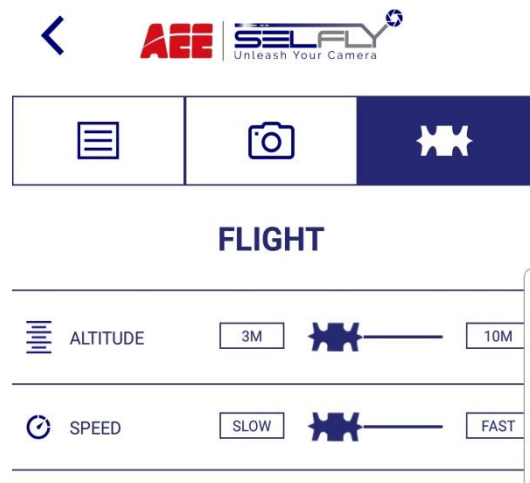 AEE SELFLY
Unleash Your Camera
FLIGHT
ALTITUDE 3M 10M
SPEED SLOW FAST